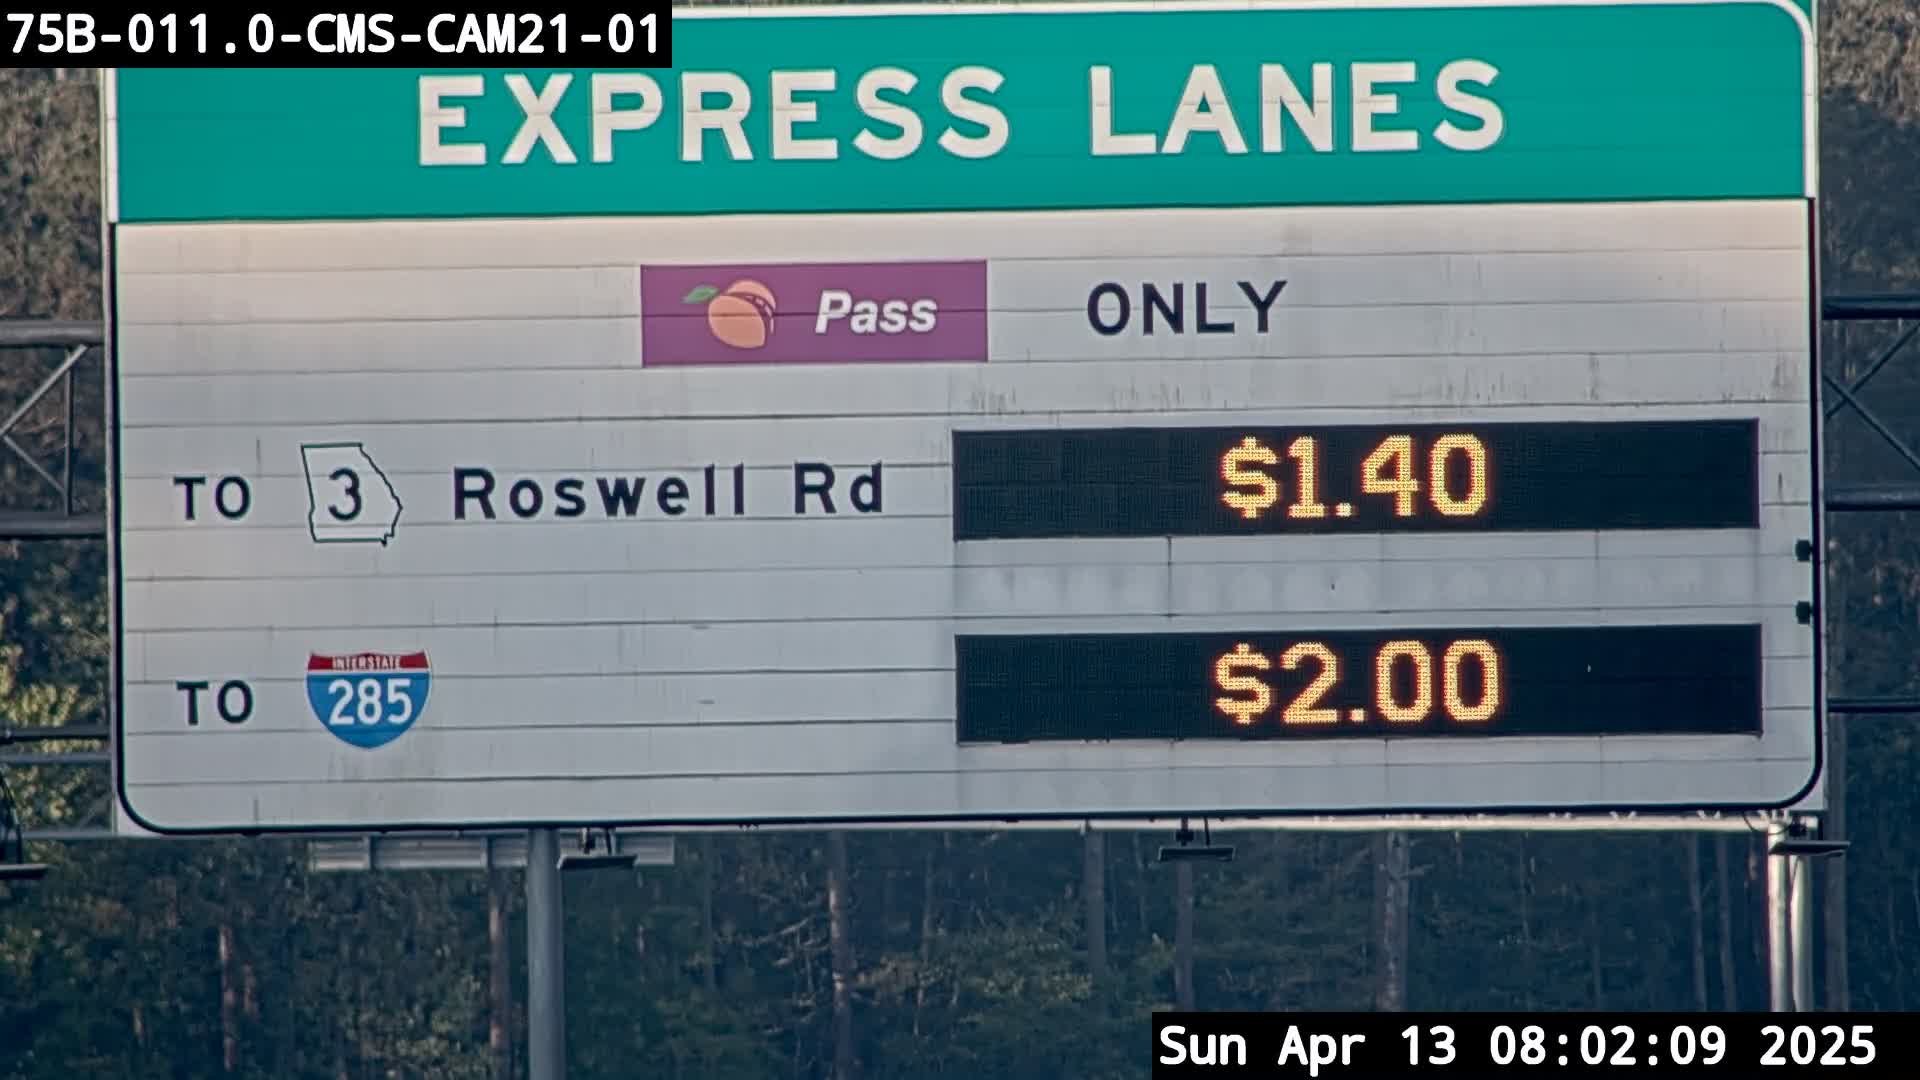 75B-011.0-CMS-CAM21-01
EXPRESS LANES
Pass ONLY
TO 3 Roswell Rd $1.40
TO INTERSTATE 285 $2.00
Sun Apr 13 08:02:09 2025